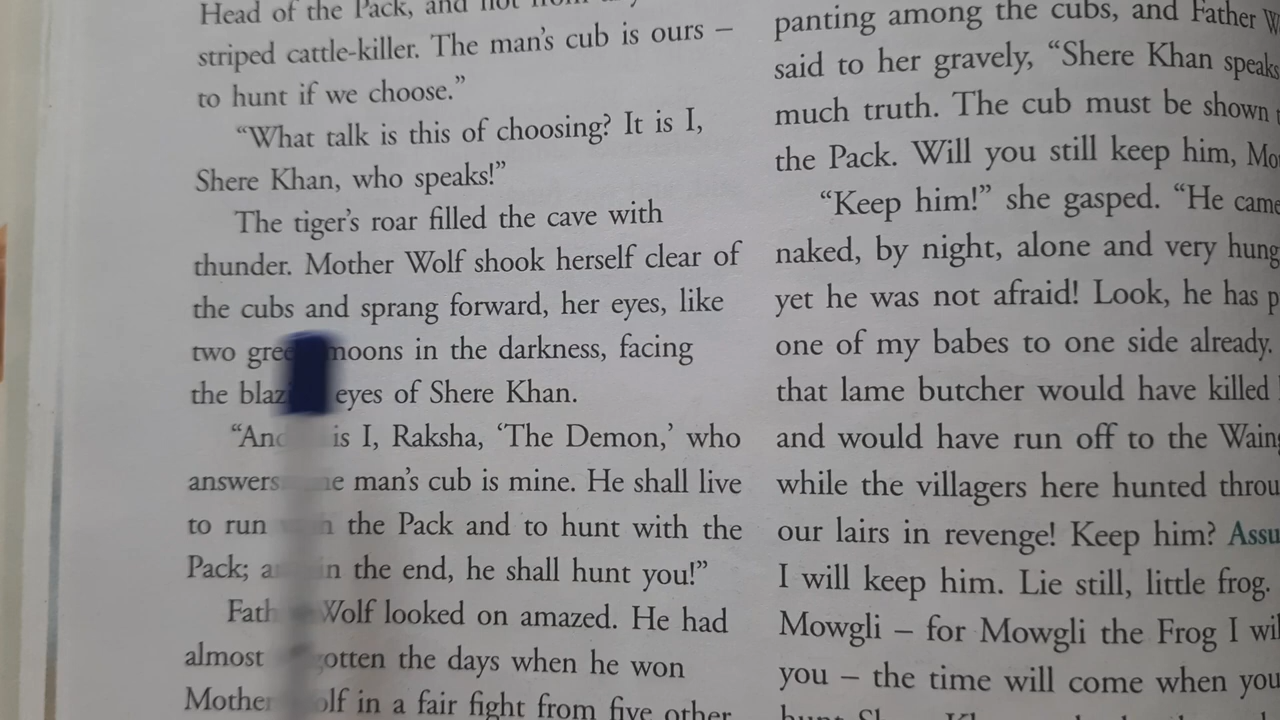 Head of the Pack, and not from
striped cattle-killer. The man's cub is ours –
to hunt if we choose.”
“What talk is this of choosing? It is I,
Shere Khan, who speaks!”
The tiger's roar filled the cave with
thunder. Mother Wolf shook herself clear of
the cubs and sprang forward, her eyes, like
two moons in the darkness, facing
the eyes of Shere Khan.
is I, Raksha, ‘The Demon,’ who
answers man's cub is mine. He shall live
to run the Pack and to hunt with the
Pack; in the end, he shall hunt you!”
Wolf looked on amazed. He had
almost the days when he won
Mother in a fair fight from five other
panting among the cubs, and Father
said to her gravely, “Shere Khan speaks
much truth. The cub must be shown
the Pack. Will you still keep him,
“Keep him!” she gasped. “He came
naked, by night, alone and very
yet he was not afraid! Look, he has
one of my babes to one side already.
that lame butcher would have killed
and would have run off to the
while the villagers here hunted
our lairs in revenge! Keep him?
I will keep him. Lie still, little frog.
Mowgli – for Mowgli the Frog I
you – the time will come when you